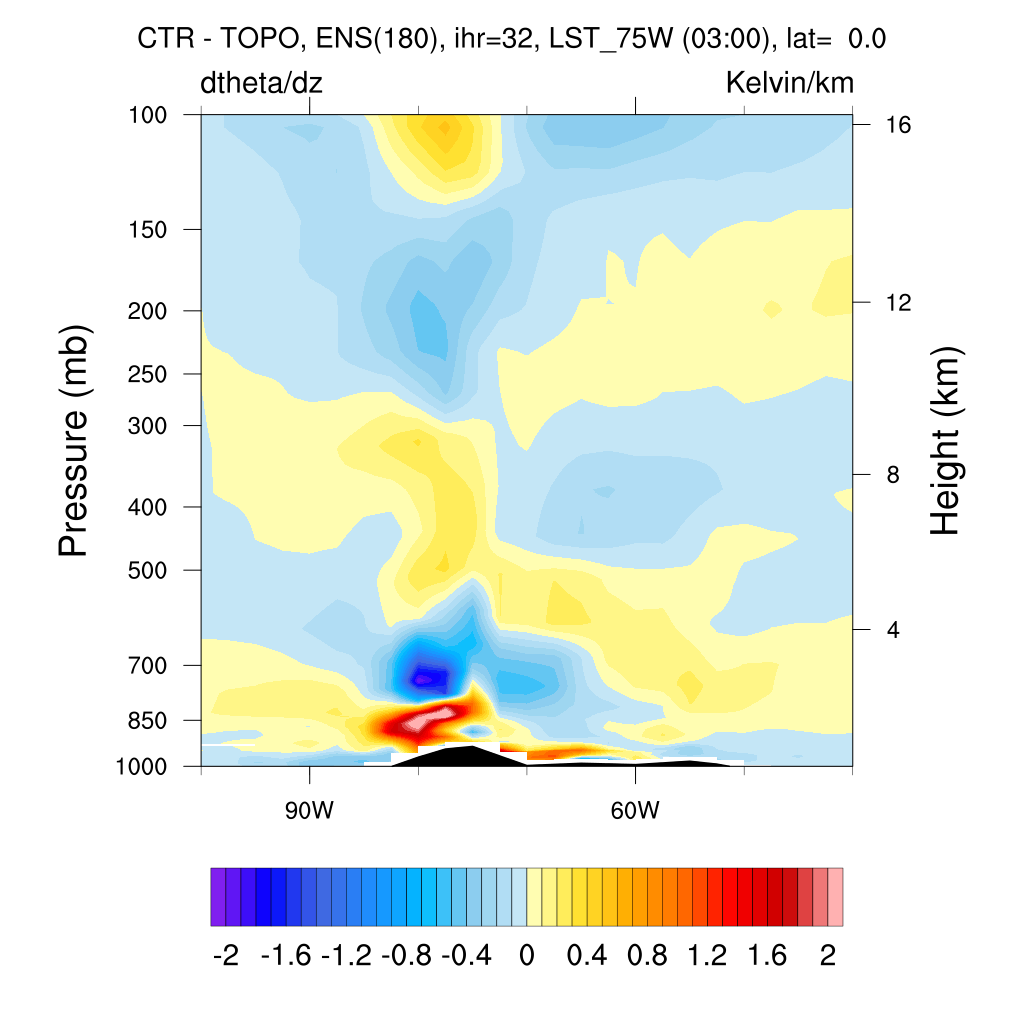 CTR - TOPO, ENS(180), ihr=32, LST_75W (03:00), lat=  0.0
dtheta/dz
Kelvin/km
100
150
200
250
300
400
500
700
850
1000
Pressure (mb)
16
12
8
4
Height (km)
90W
60W
-2 -1.6 -1.2 -0.8 -0.4 0 0.4 0.8 1.2 1.6 2